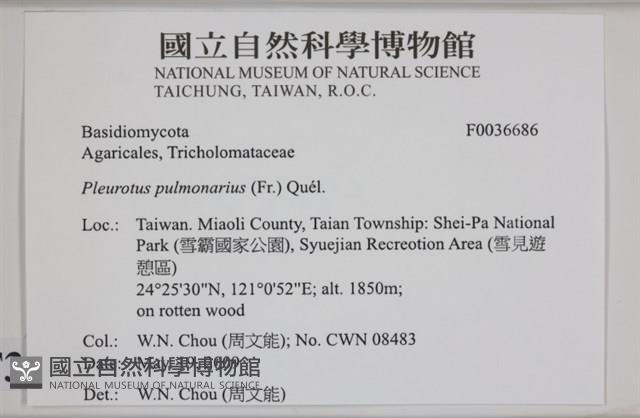 國立自然科學博物館
NATIONAL MUSEUM OF NATURAL SCIENCE
TAICHUNG, TAIWAN, R.O.C.
Basidiomycota F0036686
Agaricales, Tricholomataceae
Pleurotus pulmonarius (Fr.) Quél.
Loc.: Taiwan. Miaoli County, Taian Township: Shei-Pa National
Park (雪霸國家公園), Syuejian Recreotion Area (雪見遊
憩區)
24°25'30"N, 121°0'52"E; alt. 1850m;
on rotten wood
Col.: W.N. Chou (周文能); No. CWN 08483
Date: May 19, 2009
國立自然科學博物館
NATIONAL MUSEUM OF NATURAL SCIENCE
Det.: W.N. Chou (周文能)